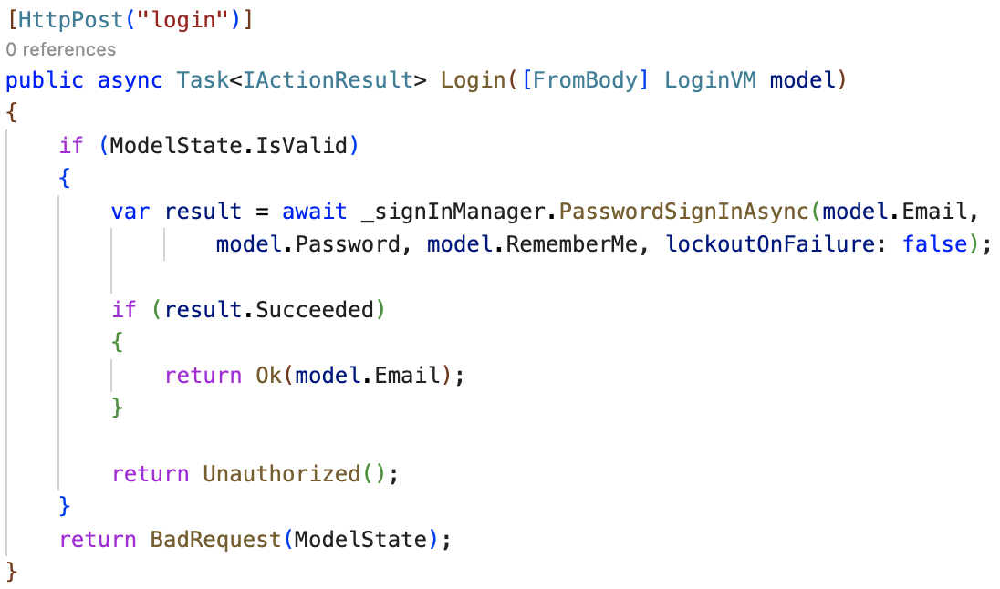 [HttpPost("login")]
0 references
public async Task<IActionResult> Login([FromBody] LoginVM model)
{
    if (ModelState.IsValid)
    {
        var result = await _signInManager.PasswordSignInAsync(model.Email,
                model.Password, model.RememberMe, lockoutOnFailure: false);
        if (result.Succeeded)
        {
            return Ok(model.Email);
        }
        return Unauthorized();
    }
    return BadRequest(ModelState);
}